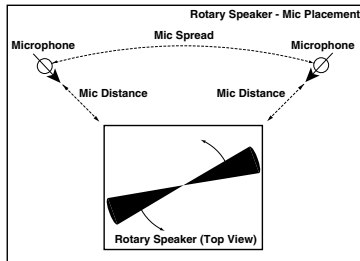 Rotary Speaker - Mic Placement
Microphone
Mic Spread
Microphone
Mic Distance
Mic Distance
Rotary Speaker (Top View)